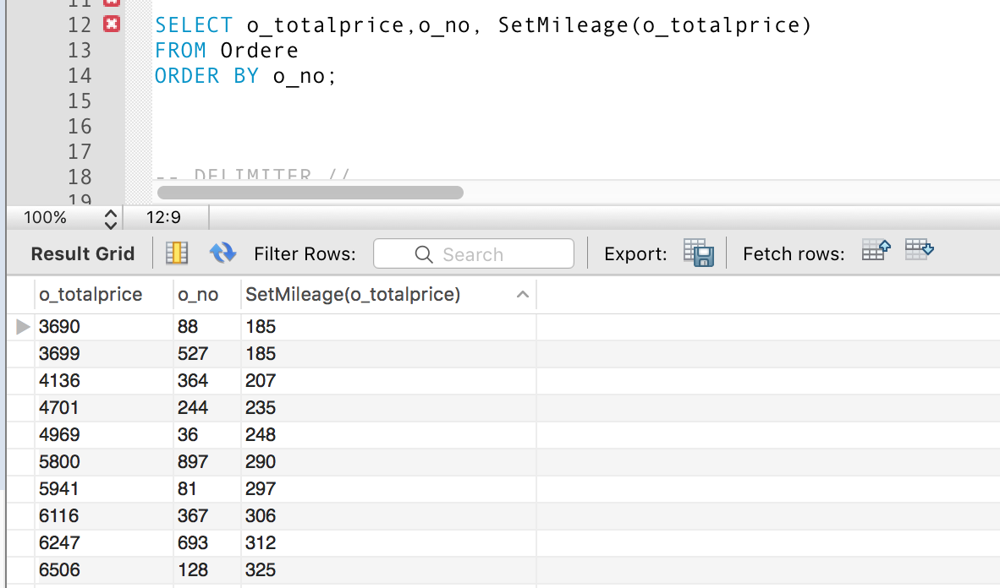 11
12 SELECT o_totalprice,o_no, SetMileage(o_totalprice)
13 FROM Ordere
14 ORDER BY o_no;
15
16
17
18 -- DELIMITER //
19
100% 12:9
Result Grid Filter Rows: Search Export: Fetch rows:
o_totalprice o_no SetMileage(o_totalprice)
3690 88 185
3699 527 185
4136 364 207
4701 244 235
4969 36 248
5800 897 290
5941 81 297
6116 367 306
6247 693 312
6506 128 325